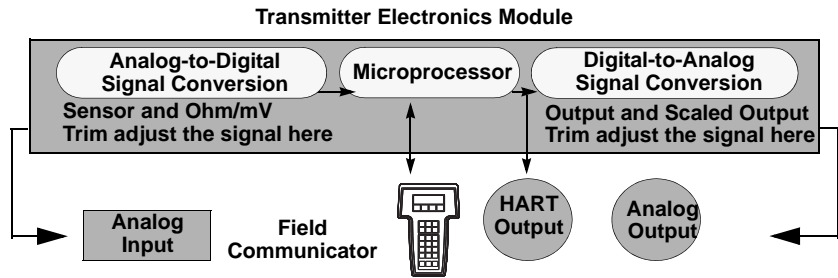 Transmitter Electronics Module
Analog-to-Digital
Signal Conversion
Microprocessor
Digital-to-Analog
Signal Conversion
Sensor and Ohm/mV
Trim adjust the signal here
Output and Scaled Output
Trim adjust the signal here
Analog
Input
Field
Communicator
HART
Output
Analog
Output